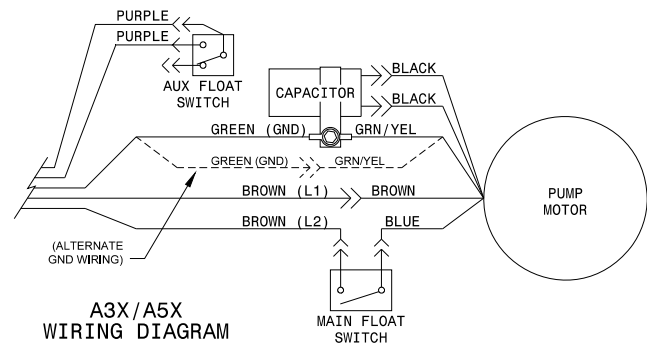 PURPLE
PURPLE
AUX FLOAT
SWITCH
CAPACITOR
BLACK
BLACK
GREEN (GND)
GRN/YEL
GREEN (GND)
GRN/YEL
BROWN (L1)
BROWN
BROWN (L2)
BLUE
PUMP
MOTOR
(ALTERNATE
GND WIRING)
MAIN FLOAT
SWITCH
A3X/A5X
WIRING DIAGRAM